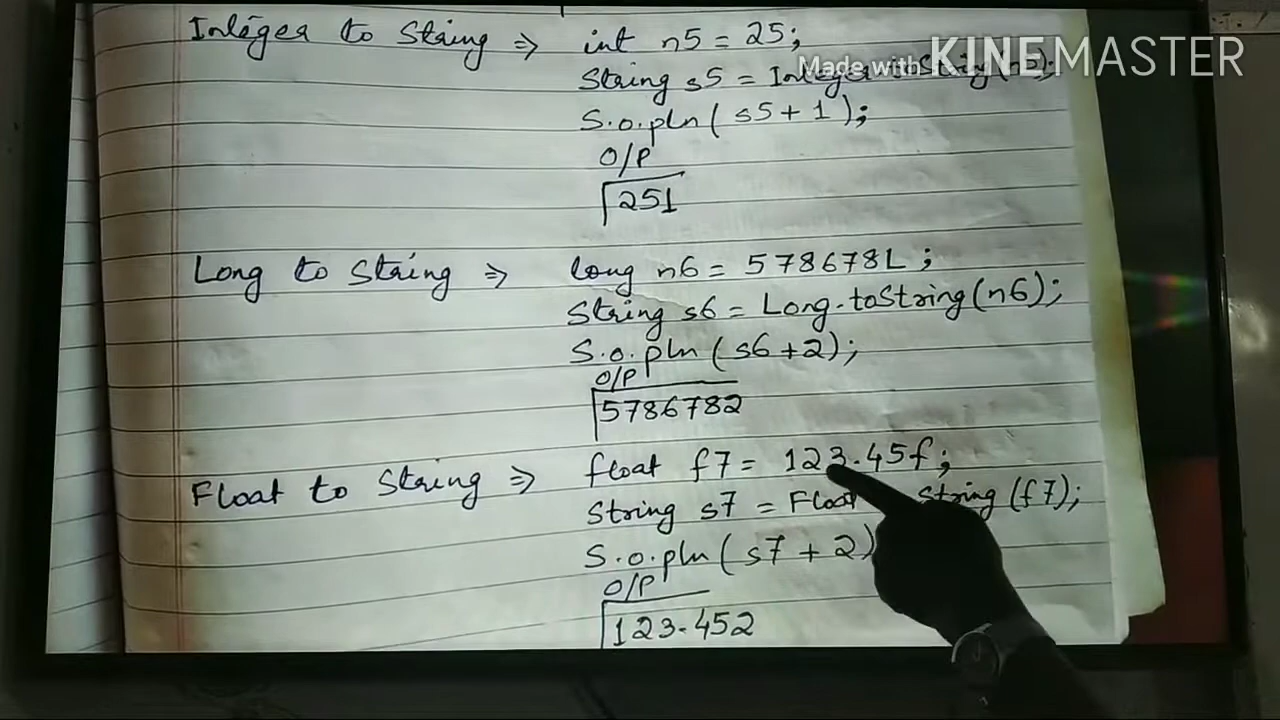 Integer to String ⇒ int n5 = 25;
Made with KINEMASTER
String s5 = Integer.toString(n5);
S.o.pln( s5 + 1 );
O/P
251
Long to String ⇒ long n6 = 578678L ;
String s6 = Long.toString(n6);
S.o.pln ( s6 +2);
O/P
5786782
Float to String ⇒ float f7 = 123.45f;
String s7 = Float String (f7);
S.o.pln ( s7 + 2)
O/P
123.452